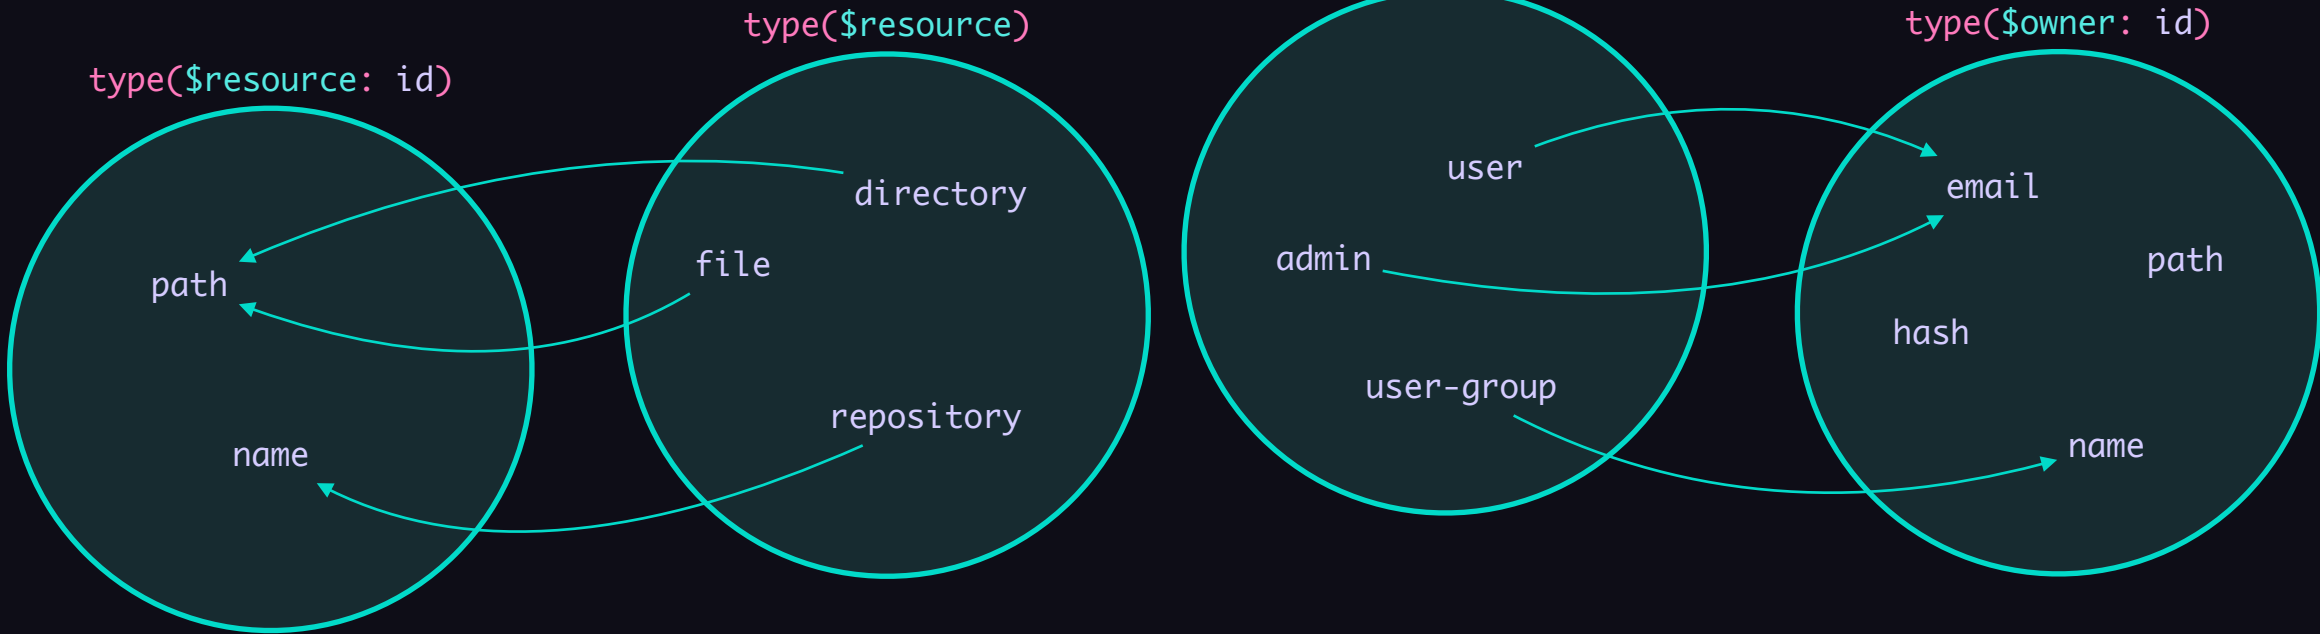 type($resource: id)
path
name
type($resource)
directory
file
repository
user
admin
user-group
type($owner: id)
email
path
hash
name